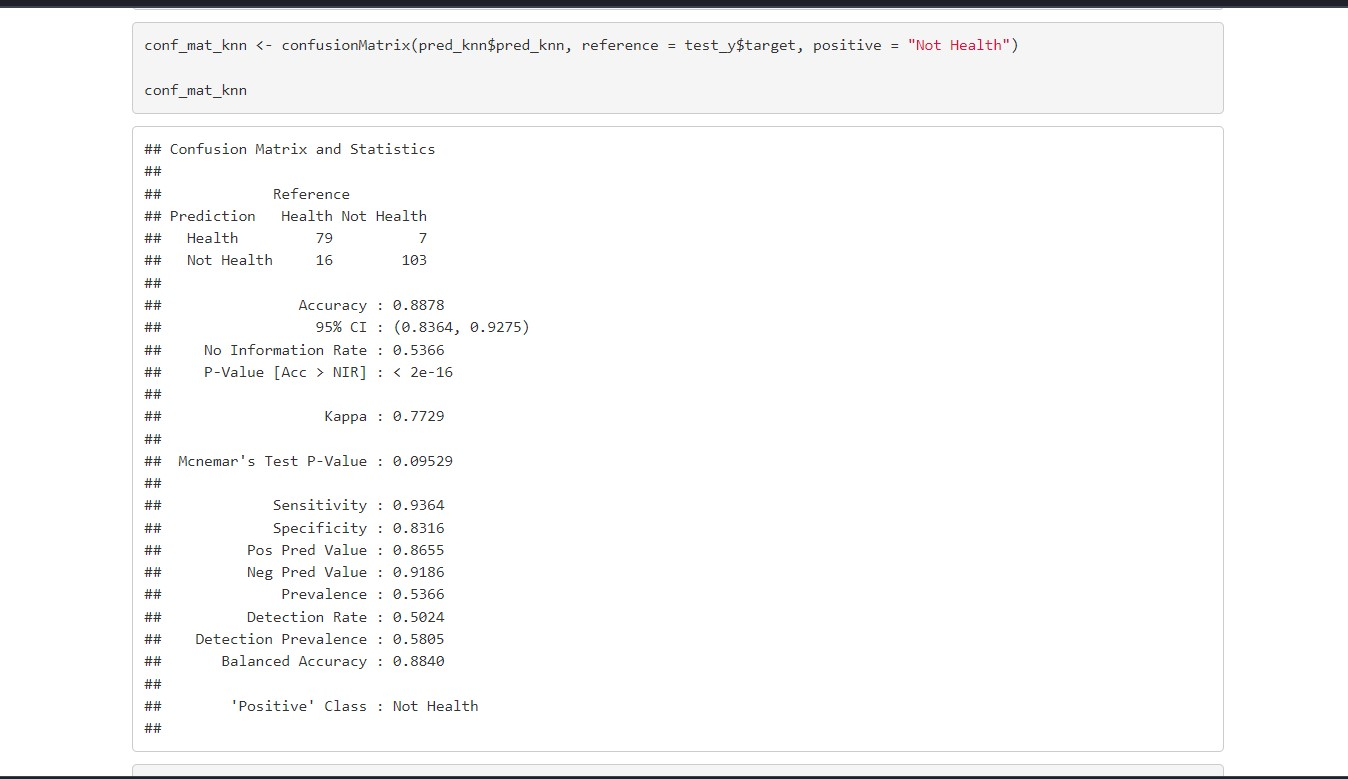 conf_mat_knn <- confusionMatrix(pred_knn$pred_knn, reference = test_y$target, positive = "Not Health")
conf_mat_knn
## Confusion Matrix and Statistics
##
##             Reference
## Prediction   Health Not Health
##   Health         79          7
##   Not Health     16        103
##
##                Accuracy : 0.8878
##                  95% CI : (0.8364, 0.9275)
##     No Information Rate : 0.5366
##     P-Value [Acc > NIR] : < 2e-16
##
##                   Kappa : 0.7729
##
##  Mcnemar's Test P-Value : 0.09529
##
##             Sensitivity : 0.9364
##             Specificity : 0.8316
##          Pos Pred Value : 0.8655
##          Neg Pred Value : 0.9186
##              Prevalence : 0.5366
##          Detection Rate : 0.5024
##    Detection Prevalence : 0.5805
##       Balanced Accuracy : 0.8840
##
##        'Positive' Class : Not Health
##